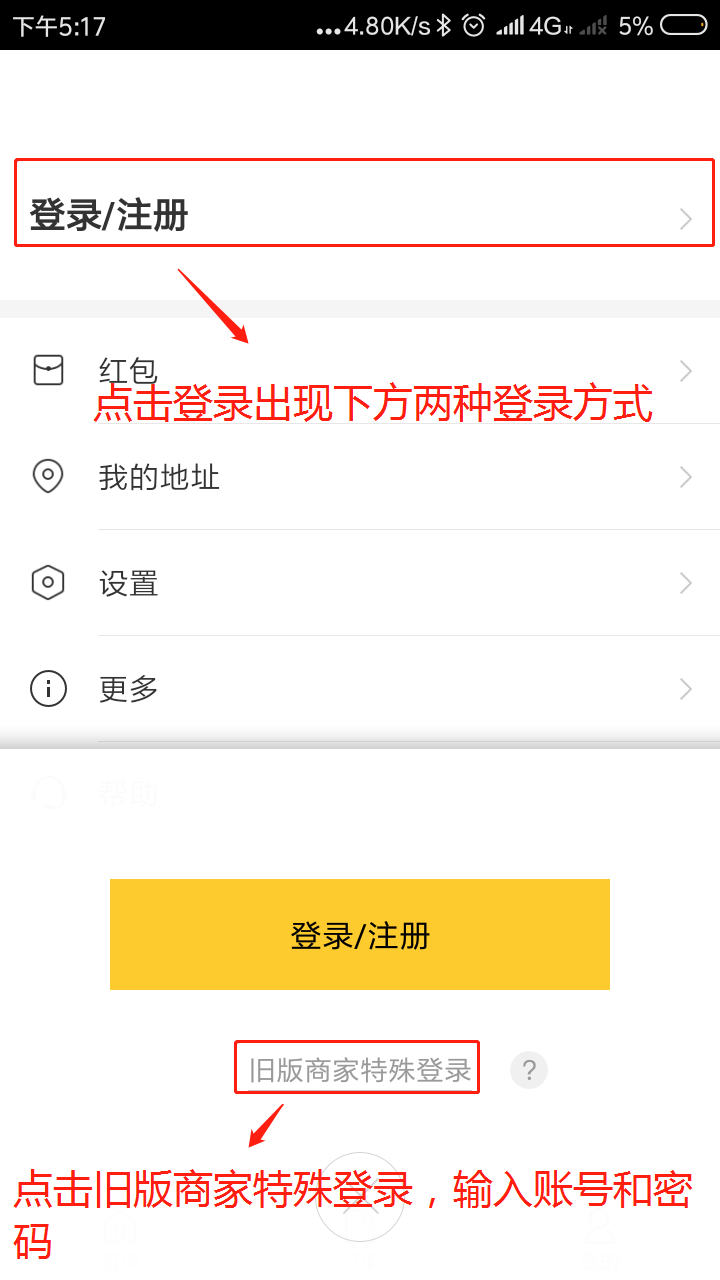 下午5:17 ...4.80K/s 4G 5%
登录/注册
红包
点击登录出现下方两种登录方式
我的地址
设置
更多
帮助
登录/注册
旧版商家特殊登录 ?
点击旧版商家特殊登录，输入账号和密
码